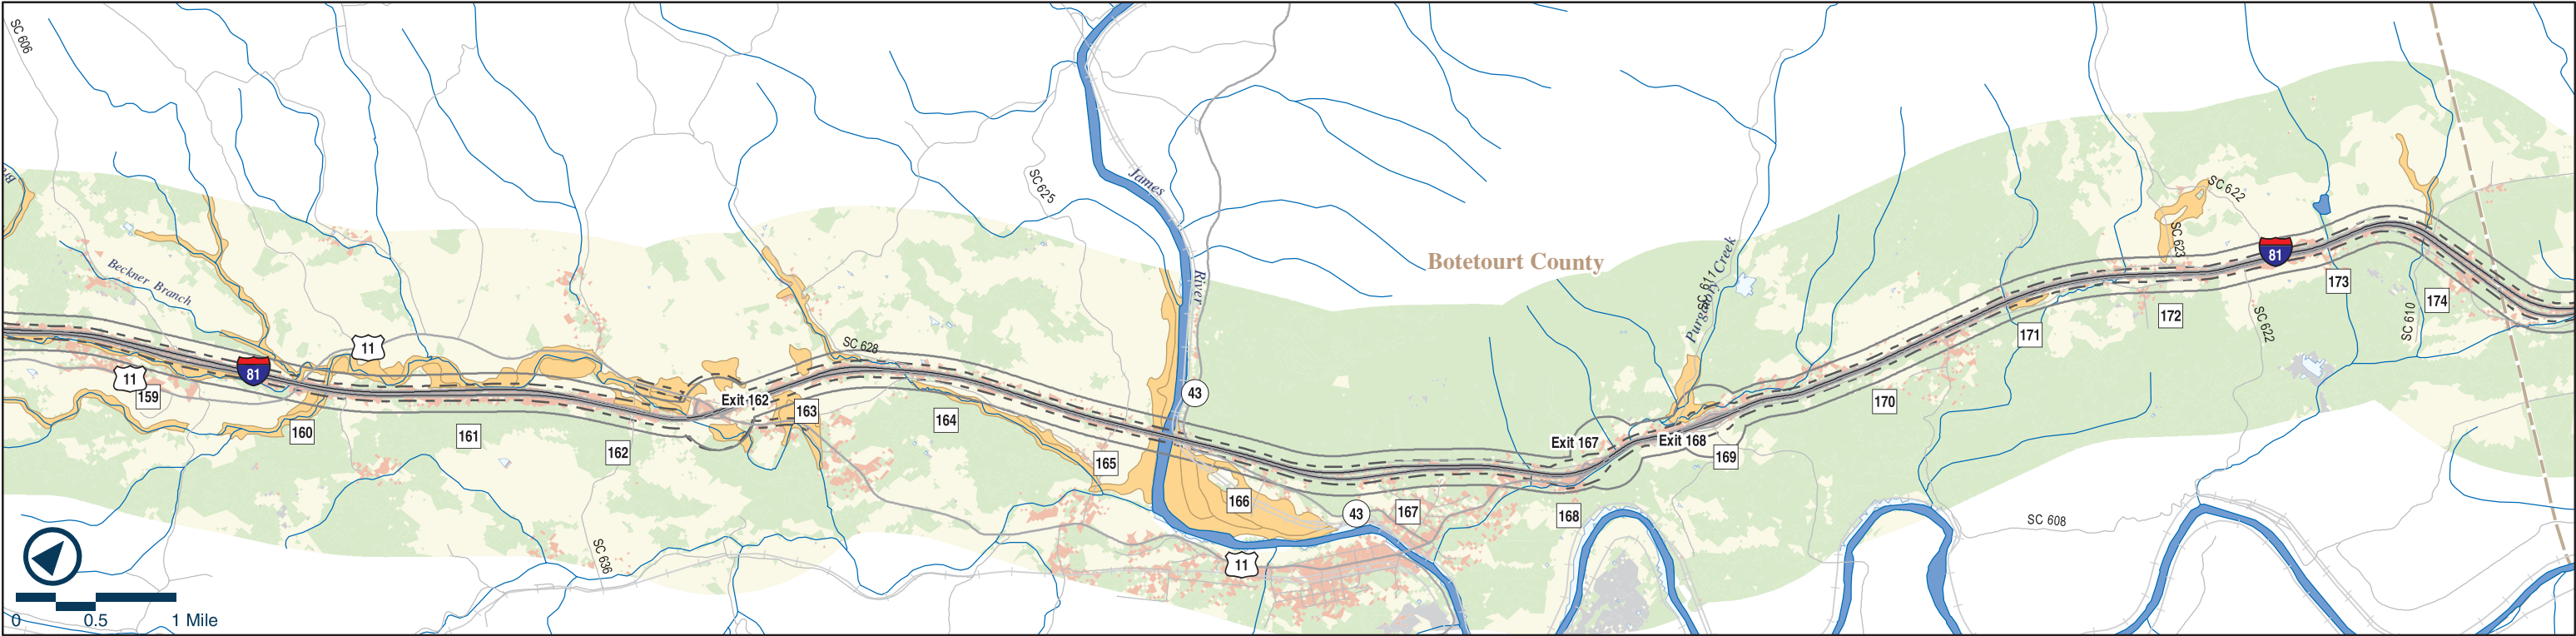 SC 606
Beckner Branch
11
159
81
11
160
161
162
SC 636
Exit 162
163
SC 628
164
SC 625
James
River
43
165
166
11
43
167
Botetourt County
Exit 167
168
Exit 168
169
SC 611
Purgatory Creek
170
171
172
SC 608
SC 622
SC 623
81
SC 622
173
SC 610
174
0
0.5
1 Mile